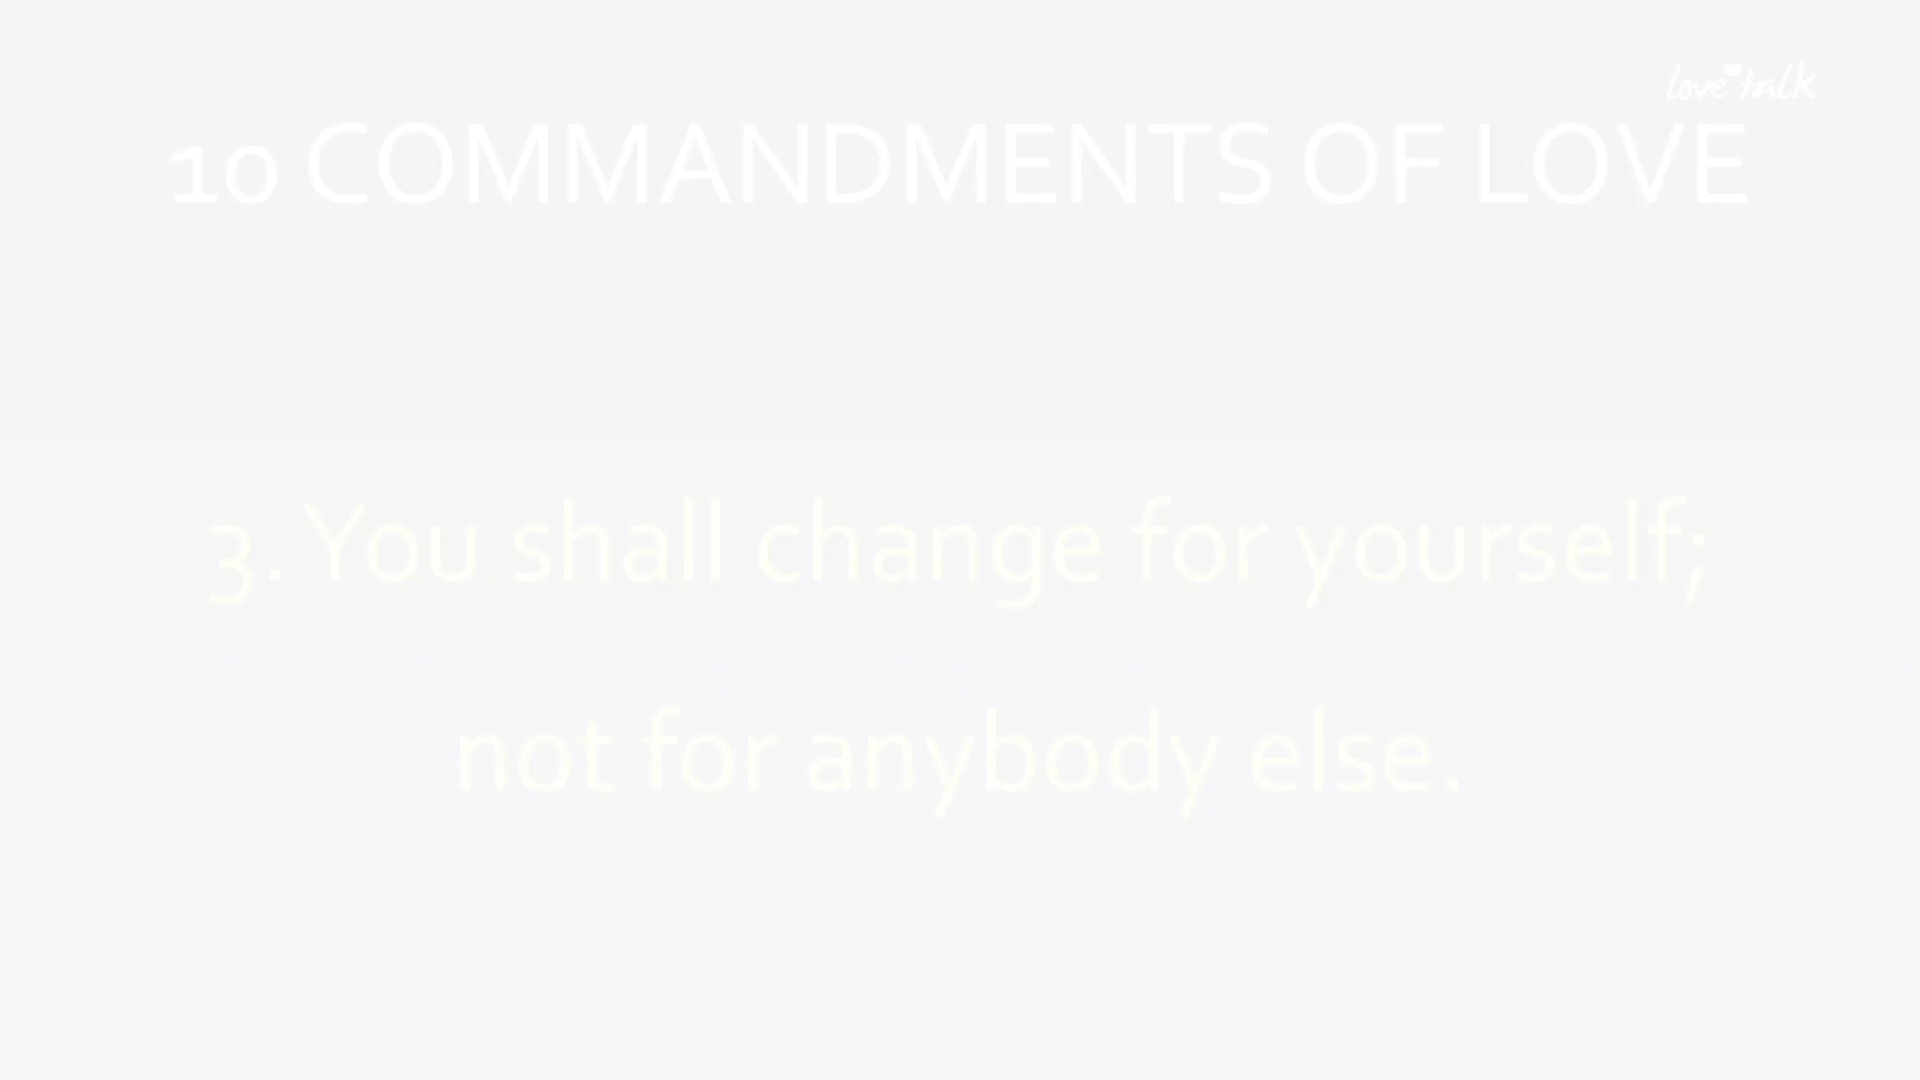 love talk
10 COMMANDMENTS OF LOVE
3. You shall change for yourself;
not for anybody else.